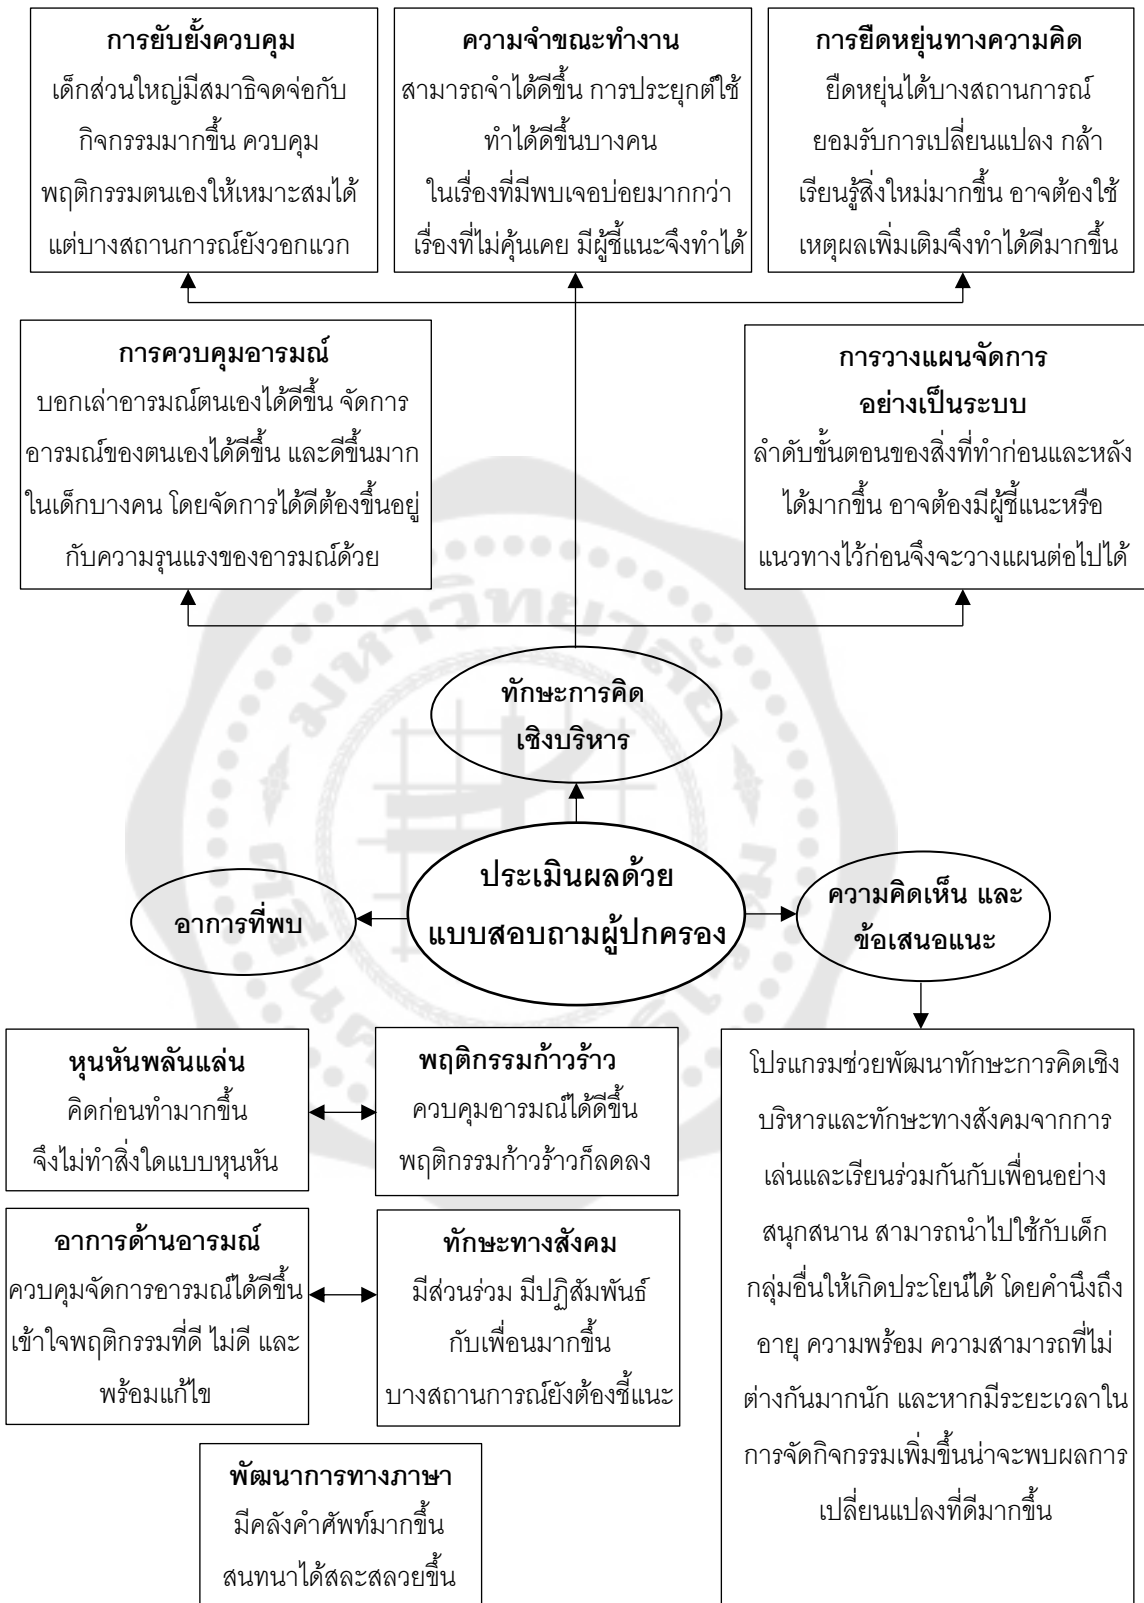 การยับยั้งควบคุม
เด็กส่วนใหญ่มีสมาธิจดจ่อกับ
กิจกรรมมากขึ้น ควบคุม
พฤติกรรมตนเองให้เหมาะสมได้
แต่บางสถานการณ์ยังวอกแวก
ความจำขณะทำงาน
สามารถจำได้ดีขึ้น การประยุกต์ใช้
ทำได้ดีขึ้นบางคน
ในเรื่องที่มีพบเจอบ่อยมากกว่า
เรื่องที่ไม่คุ้นเคย มีผู้ชี้แนะจึงทำได้
การยืดหยุ่นทางความคิด
ยืดหยุ่นได้บางสถานการณ์
ยอมรับการเปลี่ยนแปลง กล้า
เรียนรู้สิ่งใหม่มากขึ้น อาจต้องใช้
เหตุผลเพิ่มเติมจึงทำได้ดีมากขึ้น
การควบคุมอารมณ์
บอกเล่าอารมณ์ตนเองได้ดีขึ้น จัดการ
อารมณ์ของตนเองได้ดีขึ้น และดีขึ้นมาก
ในเด็กบางคน โดยจัดการได้ดีต้องขึ้นอยู่
กับความรุนแรงของอารมณ์ด้วย
การวางแผนจัดการ
อย่างเป็นระบบ
ลำดับขั้นตอนของสิ่งที่ทำก่อนและหลัง
ได้มากขึ้น อาจต้องมีผู้ชี้แนะหรือ
แนวทางไว้ก่อนจึงจะวางแผนต่อไปได้
ทักษะการคิด
เชิงบริหาร
ประเมินผลด้วย
แบบสอบถามผู้ปกครอง
อาการที่พบ
ความคิดเห็น และ
ข้อเสนอแนะ
หุนหันพลันแล่น
คิดก่อนทำมากขึ้น
จึงไม่ทำสิ่งใดแบบหุนหัน
พฤติกรรมก้าวร้าว
ควบคุมอารมณ์ได้ดีขึ้น
พฤติกรรมก้าวร้าวก็ลดลง
อาการด้านอารมณ์
ควบคุมจัดการอารมณ์ได้ดีขึ้น
เข้าใจพฤติกรรมที่ดี ไม่ดี และ
พร้อมแก้ไข
ทักษะทางสังคม
มีส่วนร่วม มีปฏิสัมพันธ์
กับเพื่อนมากขึ้น
บางสถานการณ์ยังต้องชี้แนะ
พัฒนาการทางภาษา
มีคลังคำศัพท์มากขึ้น
สนทนาได้สละสลวยขึ้น
โปรแกรมช่วยพัฒนาทักษะการคิดเชิง
บริหารและทักษะทางสังคมจากการ
เล่นและเรียนร่วมกันกับเพื่อนอย่าง
สนุกสนาน สามารถนำไปใช้กับเด็ก
กลุ่มอื่นให้เกิดประโยน์ได้ โดยคำนึงถึง
อายุ ความพร้อม ความสามารถที่ไม่
ต่างกันมากนัก และหากมีระยะเวลาใน
การจัดกิจกรรมเพิ่มขึ้นน่าจะพบผลการ
เปลี่ยนแปลงที่ดีมากขึ้น
มหาวิทยาลัย